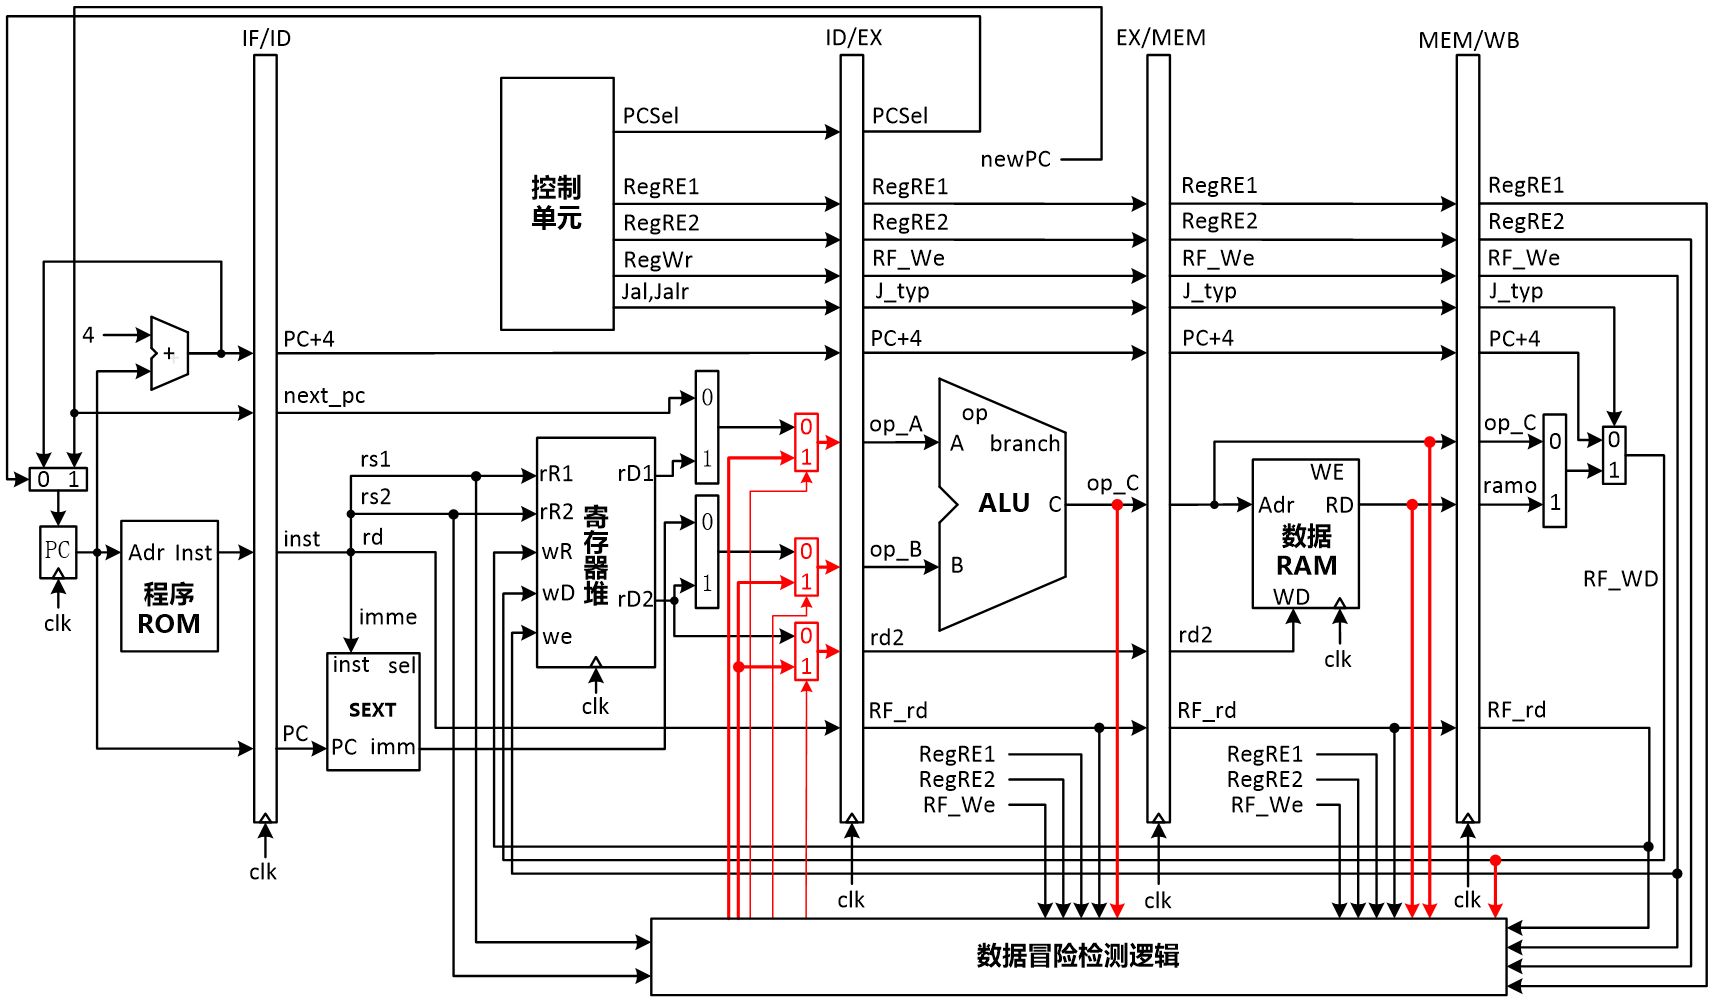 IF/ID
ID/EX
EX/MEM
MEM/WB
控制
单元
PCSel
RegRE1
RegRE2
RegWr
Jal,Jalr
PCSel
newPC
RegRE1
RegRE2
RF_We
J_typ
PC+4
RegRE1
RegRE2
RF_We
J_typ
PC+4
RegRE1
RegRE2
RF_We
J_typ
PC+4
4
+
PC+4
next_pc
0 1
PC
clk
Adr Inst
程序
ROM
inst
rs1
rs2
rd
imme
inst sel
SEXT
PC imm
PC
clk
rR1
rR2
wR
wD
we
rD1
rD2
寄存器堆
clk
0
1
0
1
0
1
0
1
0
1
op_A
op_B
rd2
RF_rd
op
A
branch
ALU
C
B
op_C
clk
WE
Adr RD
数据
RAM
WD
clk
rd2
RF_rd
clk
op_C
ramo
0
1
0
1
RF_WD
RF_rd
clk
RegRE1
RegRE2
RF_We
RegRE1
RegRE2
RF_We
数据冒险检测逻辑